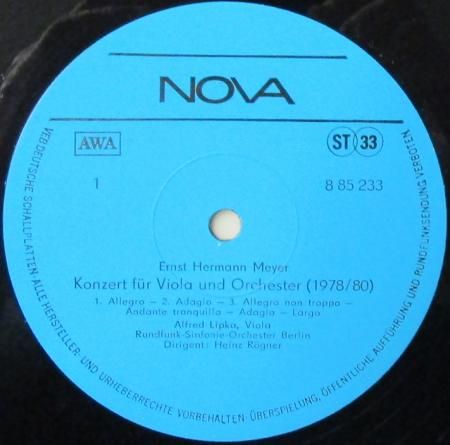 NOVA
AWA
ST 33
1
8 85 233
Ernst Hermann Meyer
Konzert für Viola und Orchester (1978/80)
1. Allegro – 2. Adagio – 3. Allegro non troppo –
Andante tranquillo – Adagio – Largo
Alfred Lipka, Viola
Rundfunk-Sinfonie-Orchester Berlin
Dirigent: Heinz Rögner
VEB DEUTSCHE SCHALLPLATTEN·ALLE HERSTELLER- UND URHEBERRECHTE VORBEHALTEN·ÜBERSPIELUNG, ÖFFENTLICHE AUFFÜHRUNG UND RUNDFUNKSENDUNG VERBOTEN